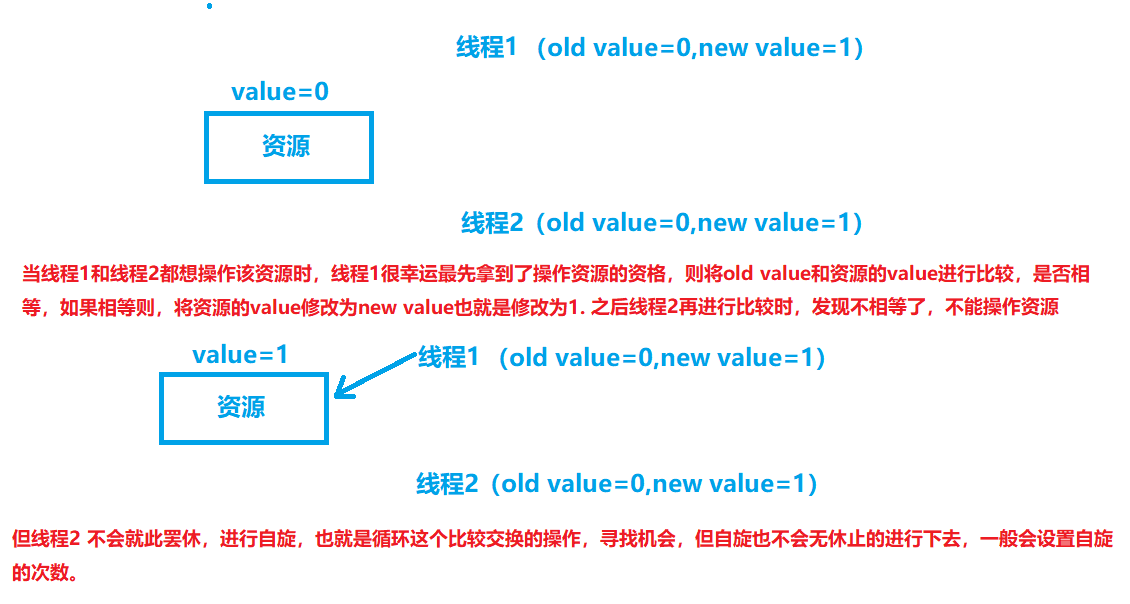 线程1 （old value=0,new value=1）
value=0
资源
线程2（old value=0,new value=1）
当线程1和线程2都想操作该资源时，线程1很幸运最先拿到了操作资源的资格，则将old value和资源的value进行比较，是否相
等，如果相等则，将资源的value修改为new value也就是修改为1. 之后线程2再进行比较时，发现不相等了，不能操作资源
value=1
线程1 （old value=0,new value=1）
资源
线程2（old value=0,new value=1）
但线程2 不会就此罢休，进行自旋，也就是循环这个比较交换的操作，寻找机会，但自旋也不会无休止的进行下去，一般会设置自旋
的次数。